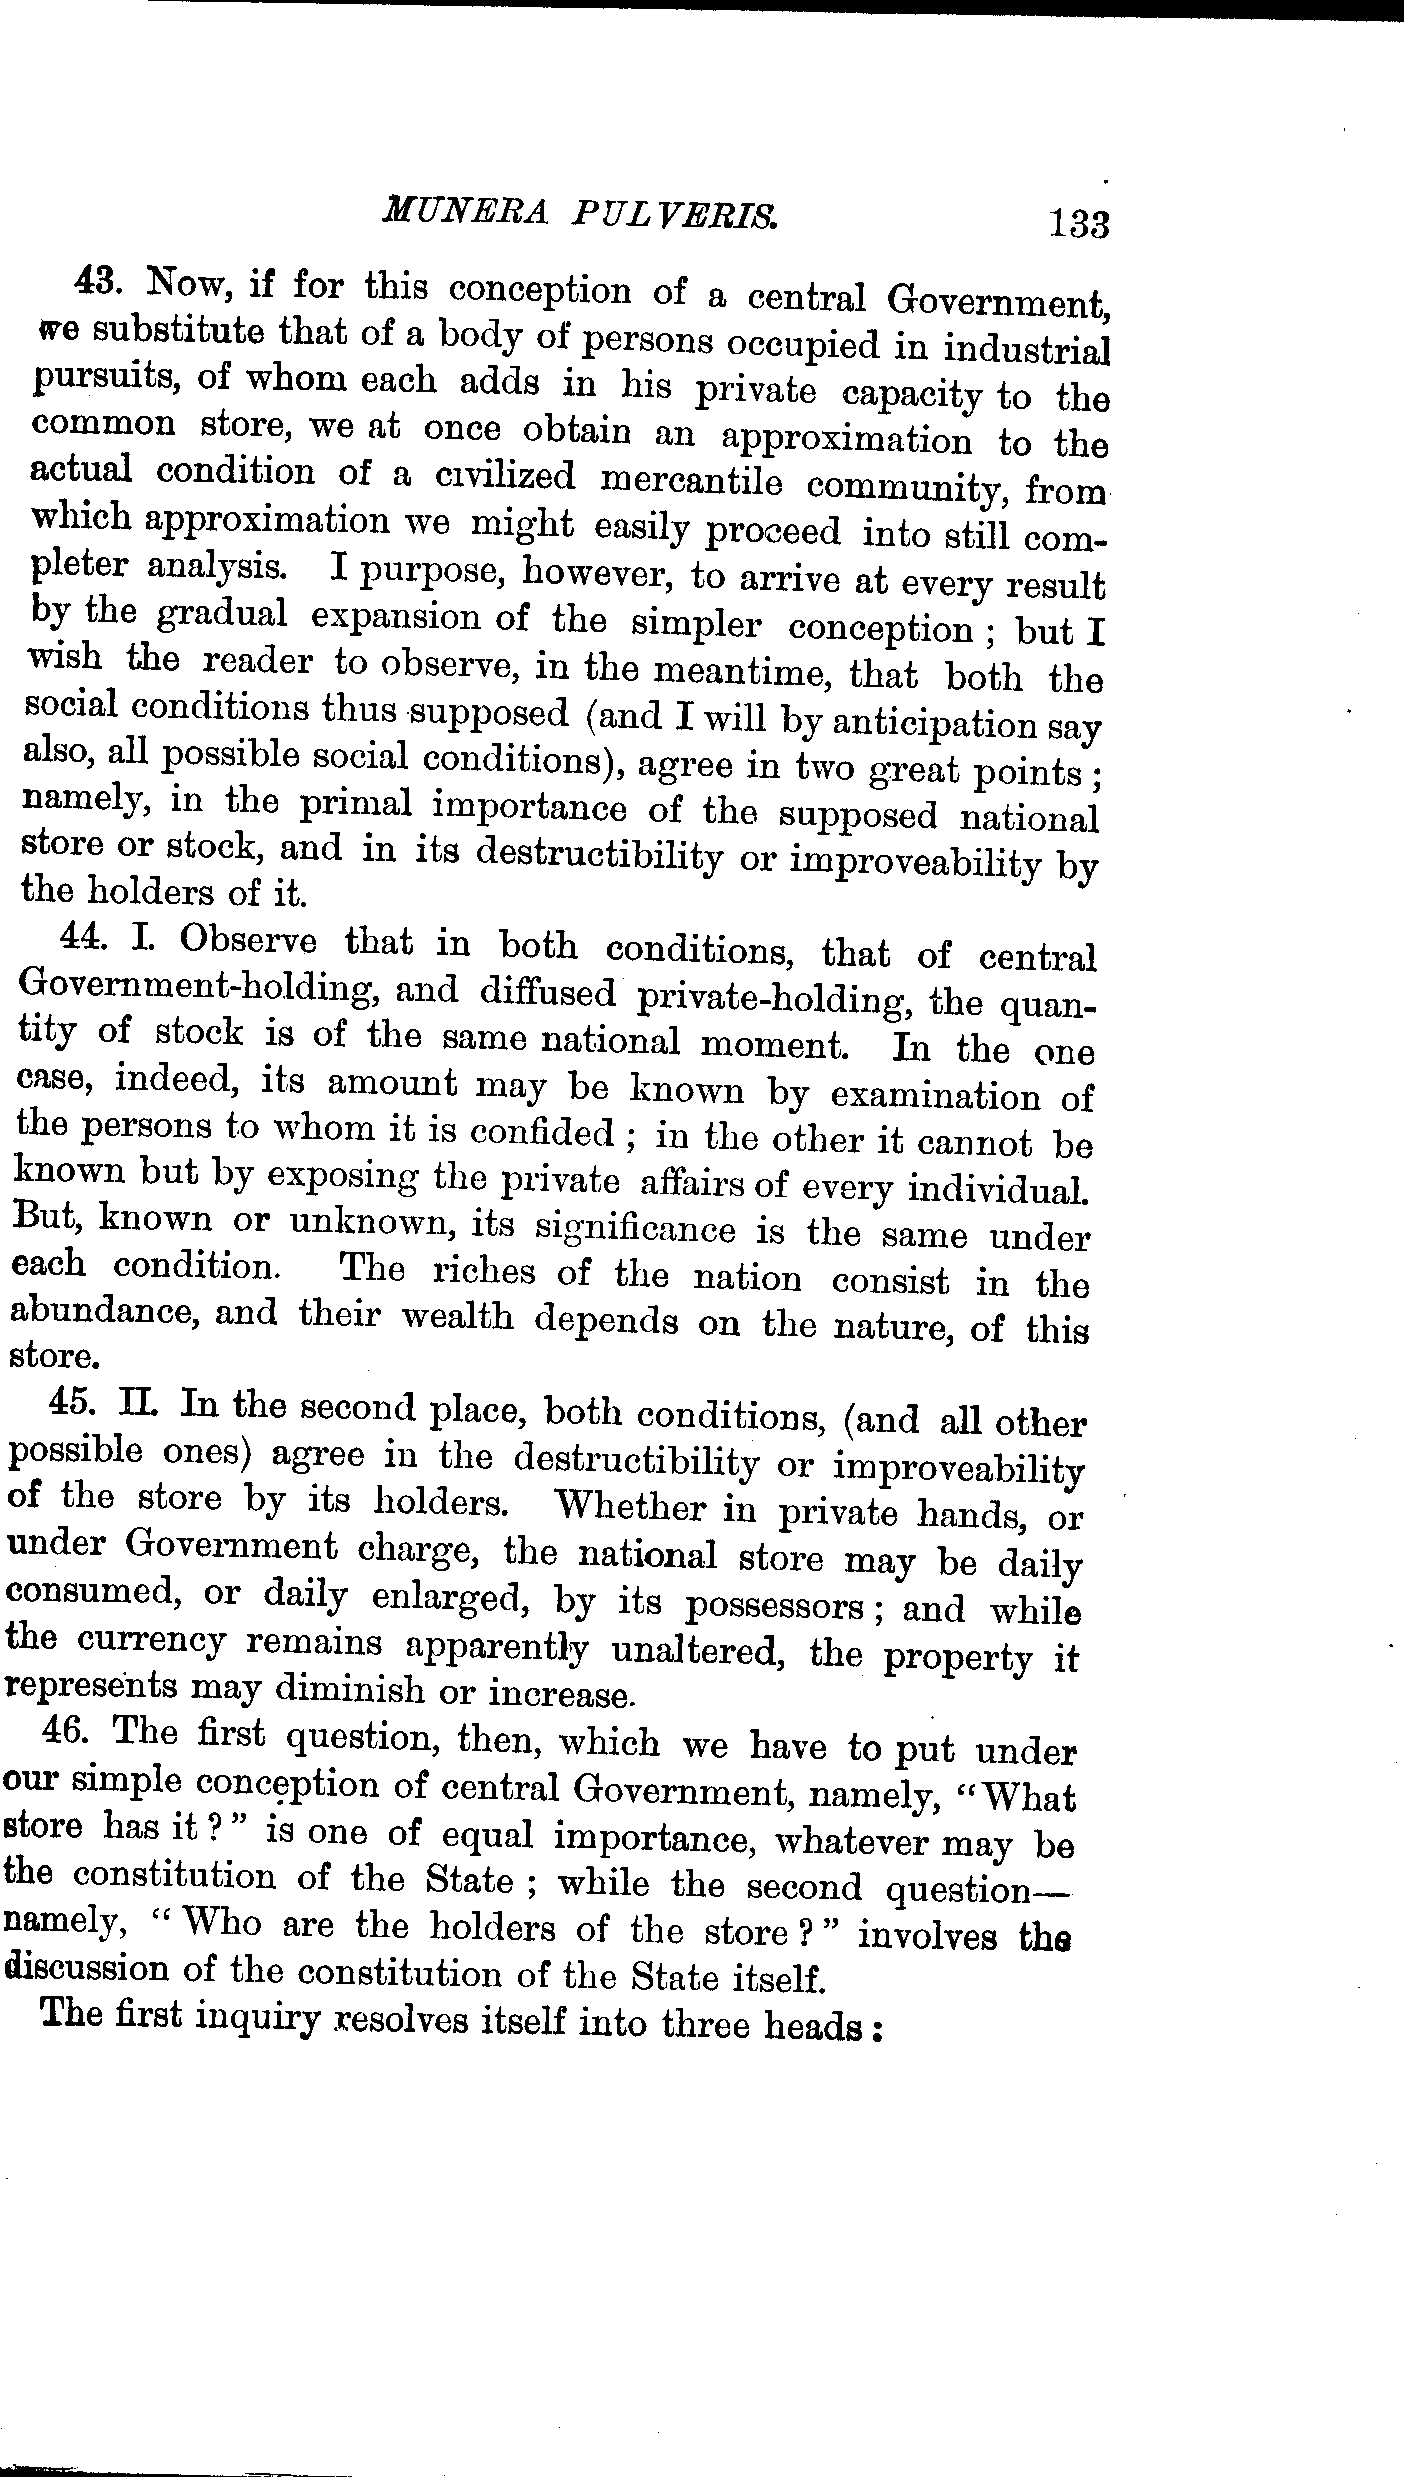 MUNERA PULVERIS. 133
43. Now, if for this conception of a central Government,
we substitute that of a body of persons occupied in industrial
pursuits, of whom each adds in his private capacity to the
common store, we at once obtain an approximation to the
actual condition of a civilized mercantile community, from
which approximation we might easily proceed into still com-
pleter analysis. I purpose, however, to arrive at every result
by the gradual expansion of the simpler conception ; but I
wish the reader to observe, in the meantime, that both the
social conditions thus supposed (and I will by anticipation say
also, all possible social conditions), agree in two great points ;
namely, in the primal importance of the supposed national
store or stock, and in its destructibility or improveability by
the holders of it.
44. I. Observe that in both conditions, that of central
Government-holding, and diffused private-holding, the quan-
tity of stock is of the same national moment. In the one
case, indeed, its amount may be known by examination of
the persons to whom it is confided ; in the other it cannot be
known but by exposing the private affairs of every individual.
But, known or unknown, its significance is the same under
each condition. The riches of the nation consist in the
abundance, and their wealth depends on the nature, of this
store.
45. II. In the second place, both conditions, (and all other
possible ones) agree in the destructibility or improveability
of the store by its holders. Whether in private hands, or
under Government charge, the national store may be daily
consumed, or daily enlarged, by its possessors ; and while
the currency remains apparently unaltered, the property it
represents may diminish or increase.
46. The first question, then, which we have to put under
our simple conception of central Government, namely, "What
store has it ?" is one of equal importance, whatever may be
the constitution of the State ; while the second question—
namely, "Who are the holders of the store ?" involves the
discussion of the constitution of the State itself.
The first inquiry resolves itself into three heads :